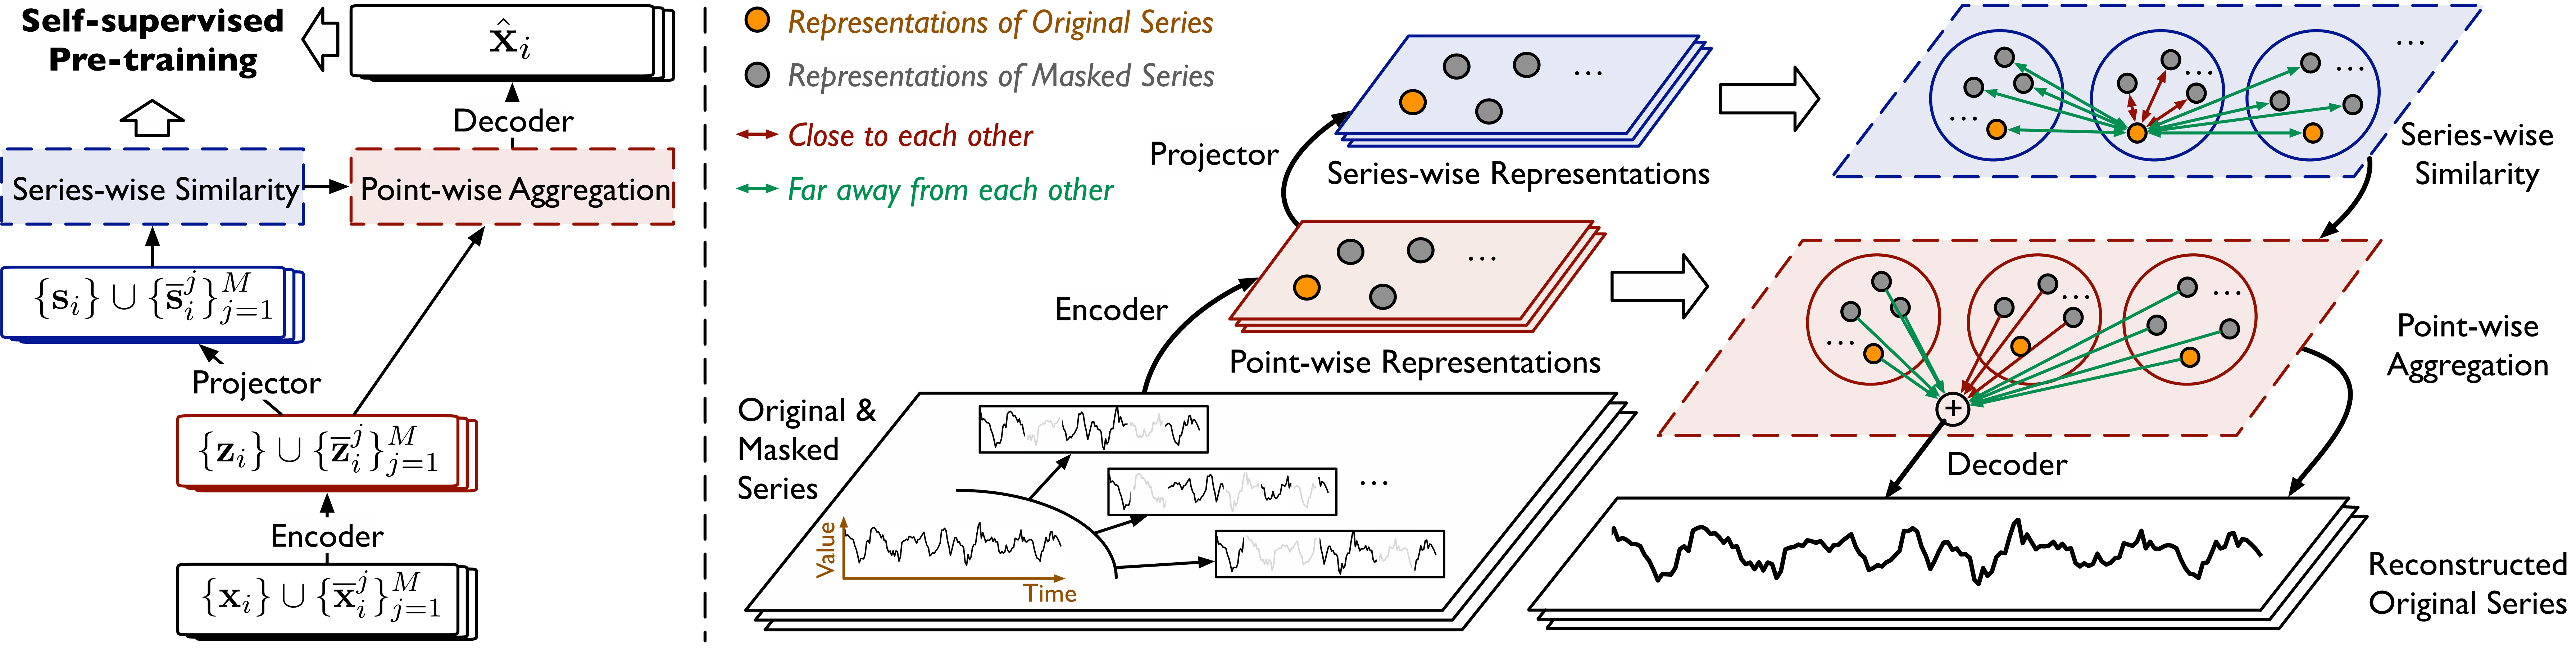 Self-supervised
Pre-training
$\hat{\mathbf{x}}_i$
Decoder
Series-wise Similarity
Point-wise Aggregation
$\{\mathbf{s}_i\} \cup \{\overline{\mathbf{s}}_i^j\}_{j=1}^M$
Projector
$\{\mathbf{z}_i\} \cup \{\overline{\mathbf{z}}_i^j\}_{j=1}^M$
Encoder
$\{\mathbf{x}_i\} \cup \{\overline{\mathbf{x}}_i^j\}_{j=1}^M$
Representations of Original Series
Representations of Masked Series
Close to each other
Far away from each other
Projector
...
Series-wise Representations
Encoder
...
Point-wise Representations
Original &
Masked
Series
...
Value
Time
...
...
...
...
Series-wise
Similarity
...
...
...
+
Point-wise
Aggregation
Decoder
Reconstructed
Original Series